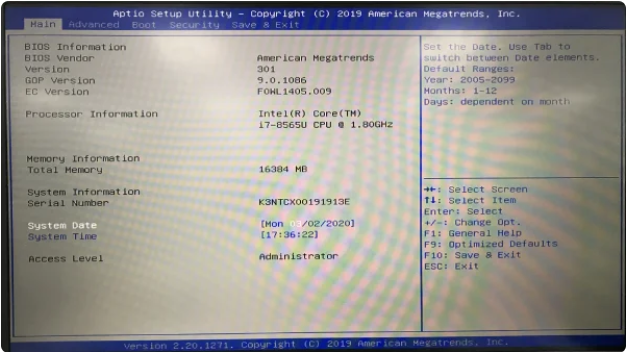 Aptio Setup Utility – Copyright (C) 2019 American Megatrends, Inc.
Main Advanced Boot Security Save & Exit
BIOS Information
BIOS Vendor American Megatrends
Version 301
GOP Version 9.0.1086
EC Version F0WL1405.009
Processor Information Intel(R) Core(TM)
i7-8565U CPU @ 1.80GHz
Memory Information
Total Memory 16384 MB
System Information
Serial Number K3NTCX00191913E
System Date [Mon /02/2020]
System Time [17:36:22]
Access Level Administrator
Set the Date. Use Tab to
switch between Date elements.
Default Ranges:
Year: 2005-2099
Months: 1-12
Days: dependent on month
→←: Select Screen
↑↓: Select Item
Enter: Select
+/-: Change Opt.
F1: General Help
F9: Optimized Defaults
F10: Save & Exit
ESC: Exit
Version 2.20.1271. Copyright (C) 2019 American Megatrends, Inc.